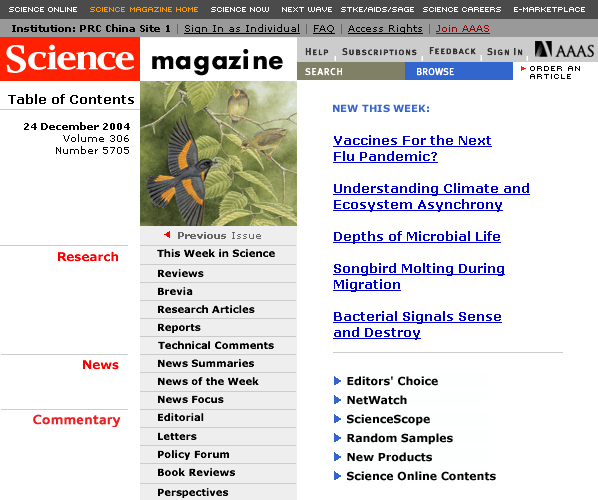 SCIENCE ONLINE SCIENCE MAGAZINE HOME SCIENCE NOW NEXT WAVE STKE/AIDS/SAGE SCIENCE CAREERS E-MARKETPLACE
Institution: PRC China Site 1 | Sign In as Individual | FAQ | Access Rights | Join AAAS
Science magazine
HELP SUBSCRIPTIONS FEEDBACK SIGN IN AAAS
SEARCH BROWSE
ORDER AN
ARTICLE
Table of Contents
24 December 2004
Volume 306
Number 5705
Previous Issue
Research
This Week in Science
Reviews
Brevia
Research Articles
Reports
Technical Comments
News
News Summaries
News of the Week
News Focus
Commentary
Editorial
Letters
Policy Forum
Book Reviews
Perspectives
NEW THIS WEEK:
Vaccines For the Next
Flu Pandemic?
Understanding Climate and
Ecosystem Asynchrony
Depths of Microbial Life
Songbird Molting During
Migration
Bacterial Signals Sense
and Destroy
Editors' Choice
NetWatch
ScienceScope
Random Samples
New Products
Science Online Contents